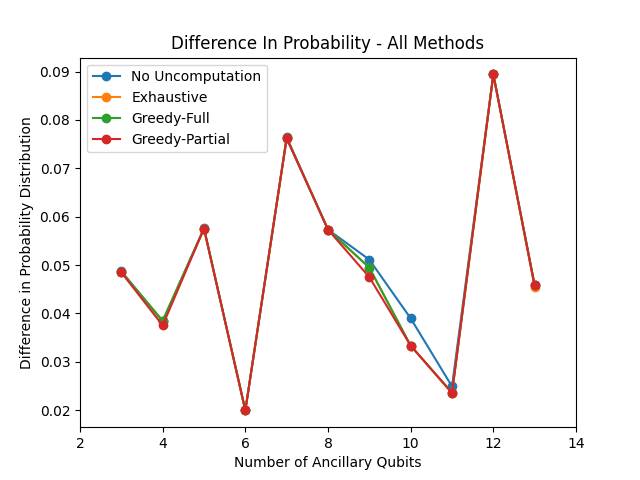 Difference In Probability - All Methods
No Uncomputation
Exhaustive
Greedy-Full
Greedy-Partial
Difference in Probability Distribution
0.09
0.08
0.07
0.06
0.05
0.04
0.03
0.02
2 4 6 8 10 12 14
Number of Ancillary Qubits